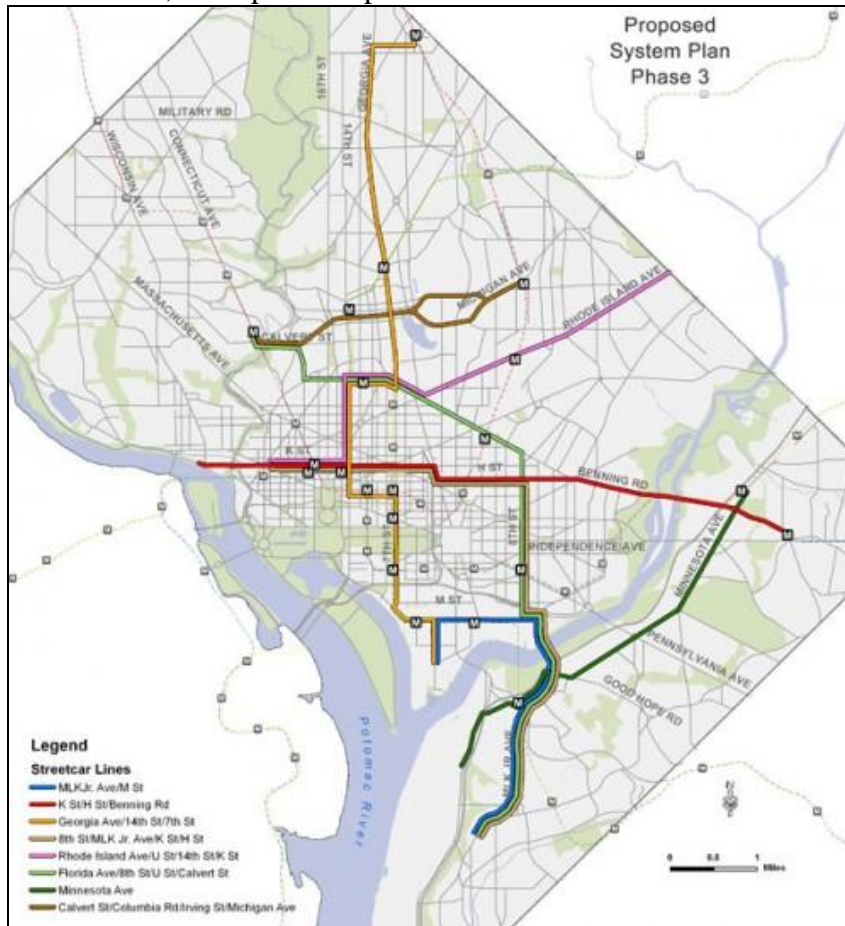 Proposed
System Plan
Phase 3
16TH ST
GEORGIA AVE
14TH ST
MILITARY RD
WISCONSIN AVE
CONNECTICUT AVE
MASSACHUSETTS AVE
MICHIGAN AVE
RHODE ISLAND AVE
CALVERT ST
K ST
H ST
BENNING RD
8TH ST
INDEPENDENCE AVE
MINNESOTA AVE
7TH ST
M ST
PENNSYLVANIA AVE
GOOD HOPE RD
MLK JR AVE
Potomac River
Legend
Streetcar Lines
MLKJr. Ave/M St
K St/H St/Benning Rd
Georgia Ave/14th St/7th St
8th St/MLK Jr. Ave/K St/H St
Rhode Island Ave/U St/14th St/K St
Florida Ave/8th St/U St/Calvert St
Minnesota Ave
Calvert St/Columbia Rd/Irving St/Michigan Ave
0 0.5 1
Miles